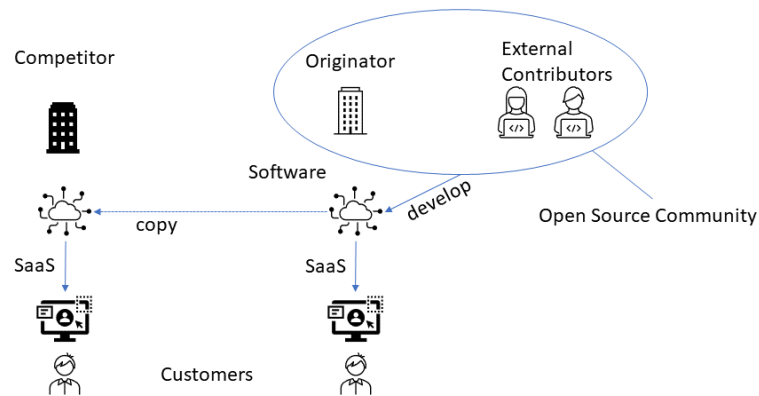 Competitor
Originator
External
Contributors
Software
develop
copy
Open Source Community
SaaS
SaaS
Customers